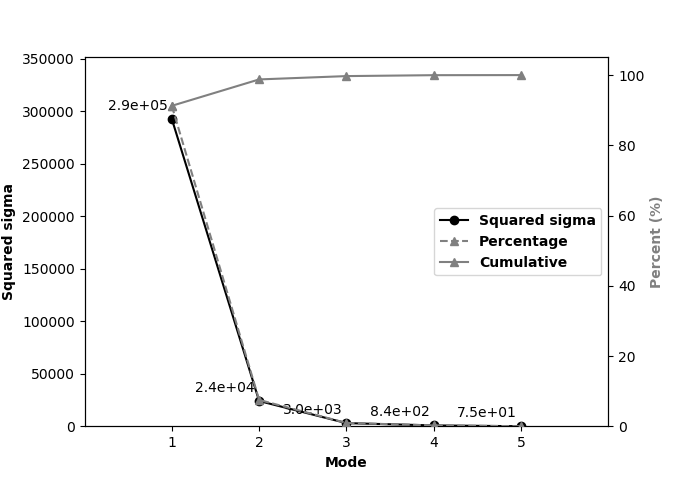 350000
300000
250000
200000
150000
100000
50000
0
Squared sigma
100
80
60
40
20
0
Percent (%)
2.9e+05
2.4e+04
3.0e+03
8.4e+02
7.5e+01
Squared sigma
Percentage
Cumulative
1 2 3 4 5
Mode